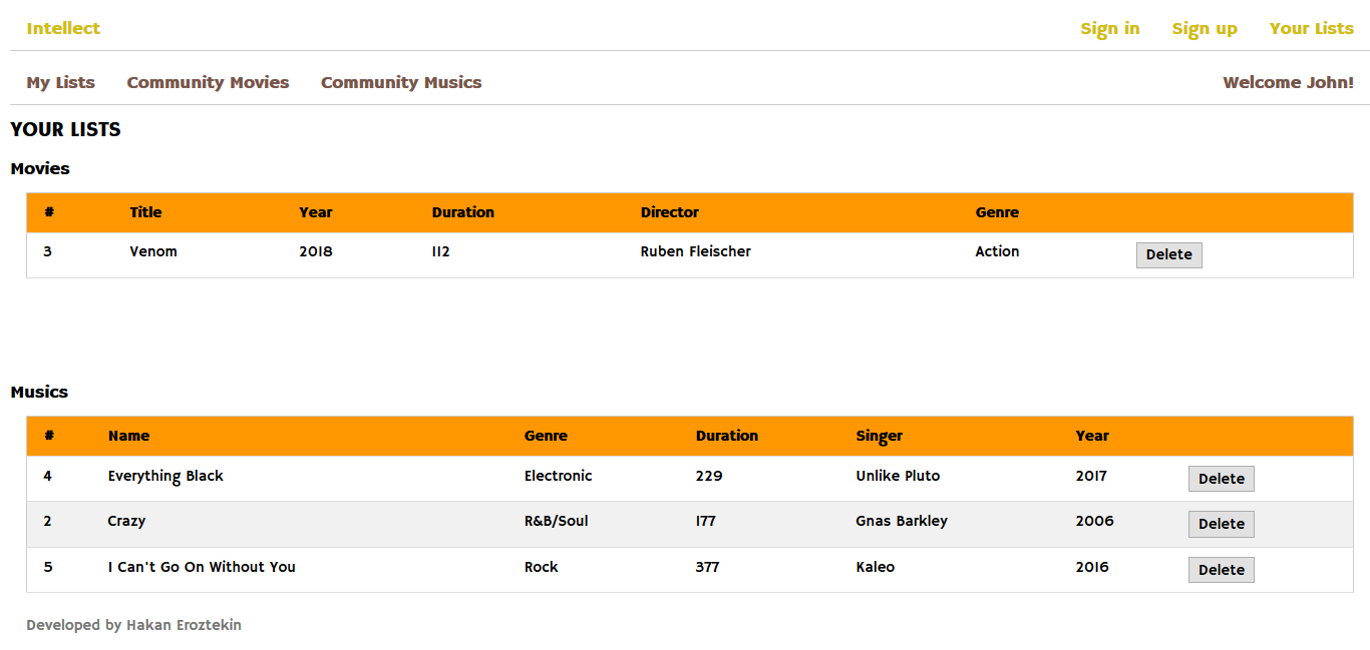 Intellect Sign in Sign up Your Lists
My Lists Community Movies Community Musics Welcome John!
YOUR LISTS
Movies
# Title Year Duration Director Genre
3 Venom 2018 112 Ruben Fleischer Action Delete
Musics
# Name Genre Duration Singer Year
4 Everything Black Electronic 229 Unlike Pluto 2017 Delete
2 Crazy R&B/Soul 177 Gnas Barkley 2006 Delete
5 I Can't Go On Without You Rock 377 Kaleo 2016 Delete
Developed by Hakan Eroztekin